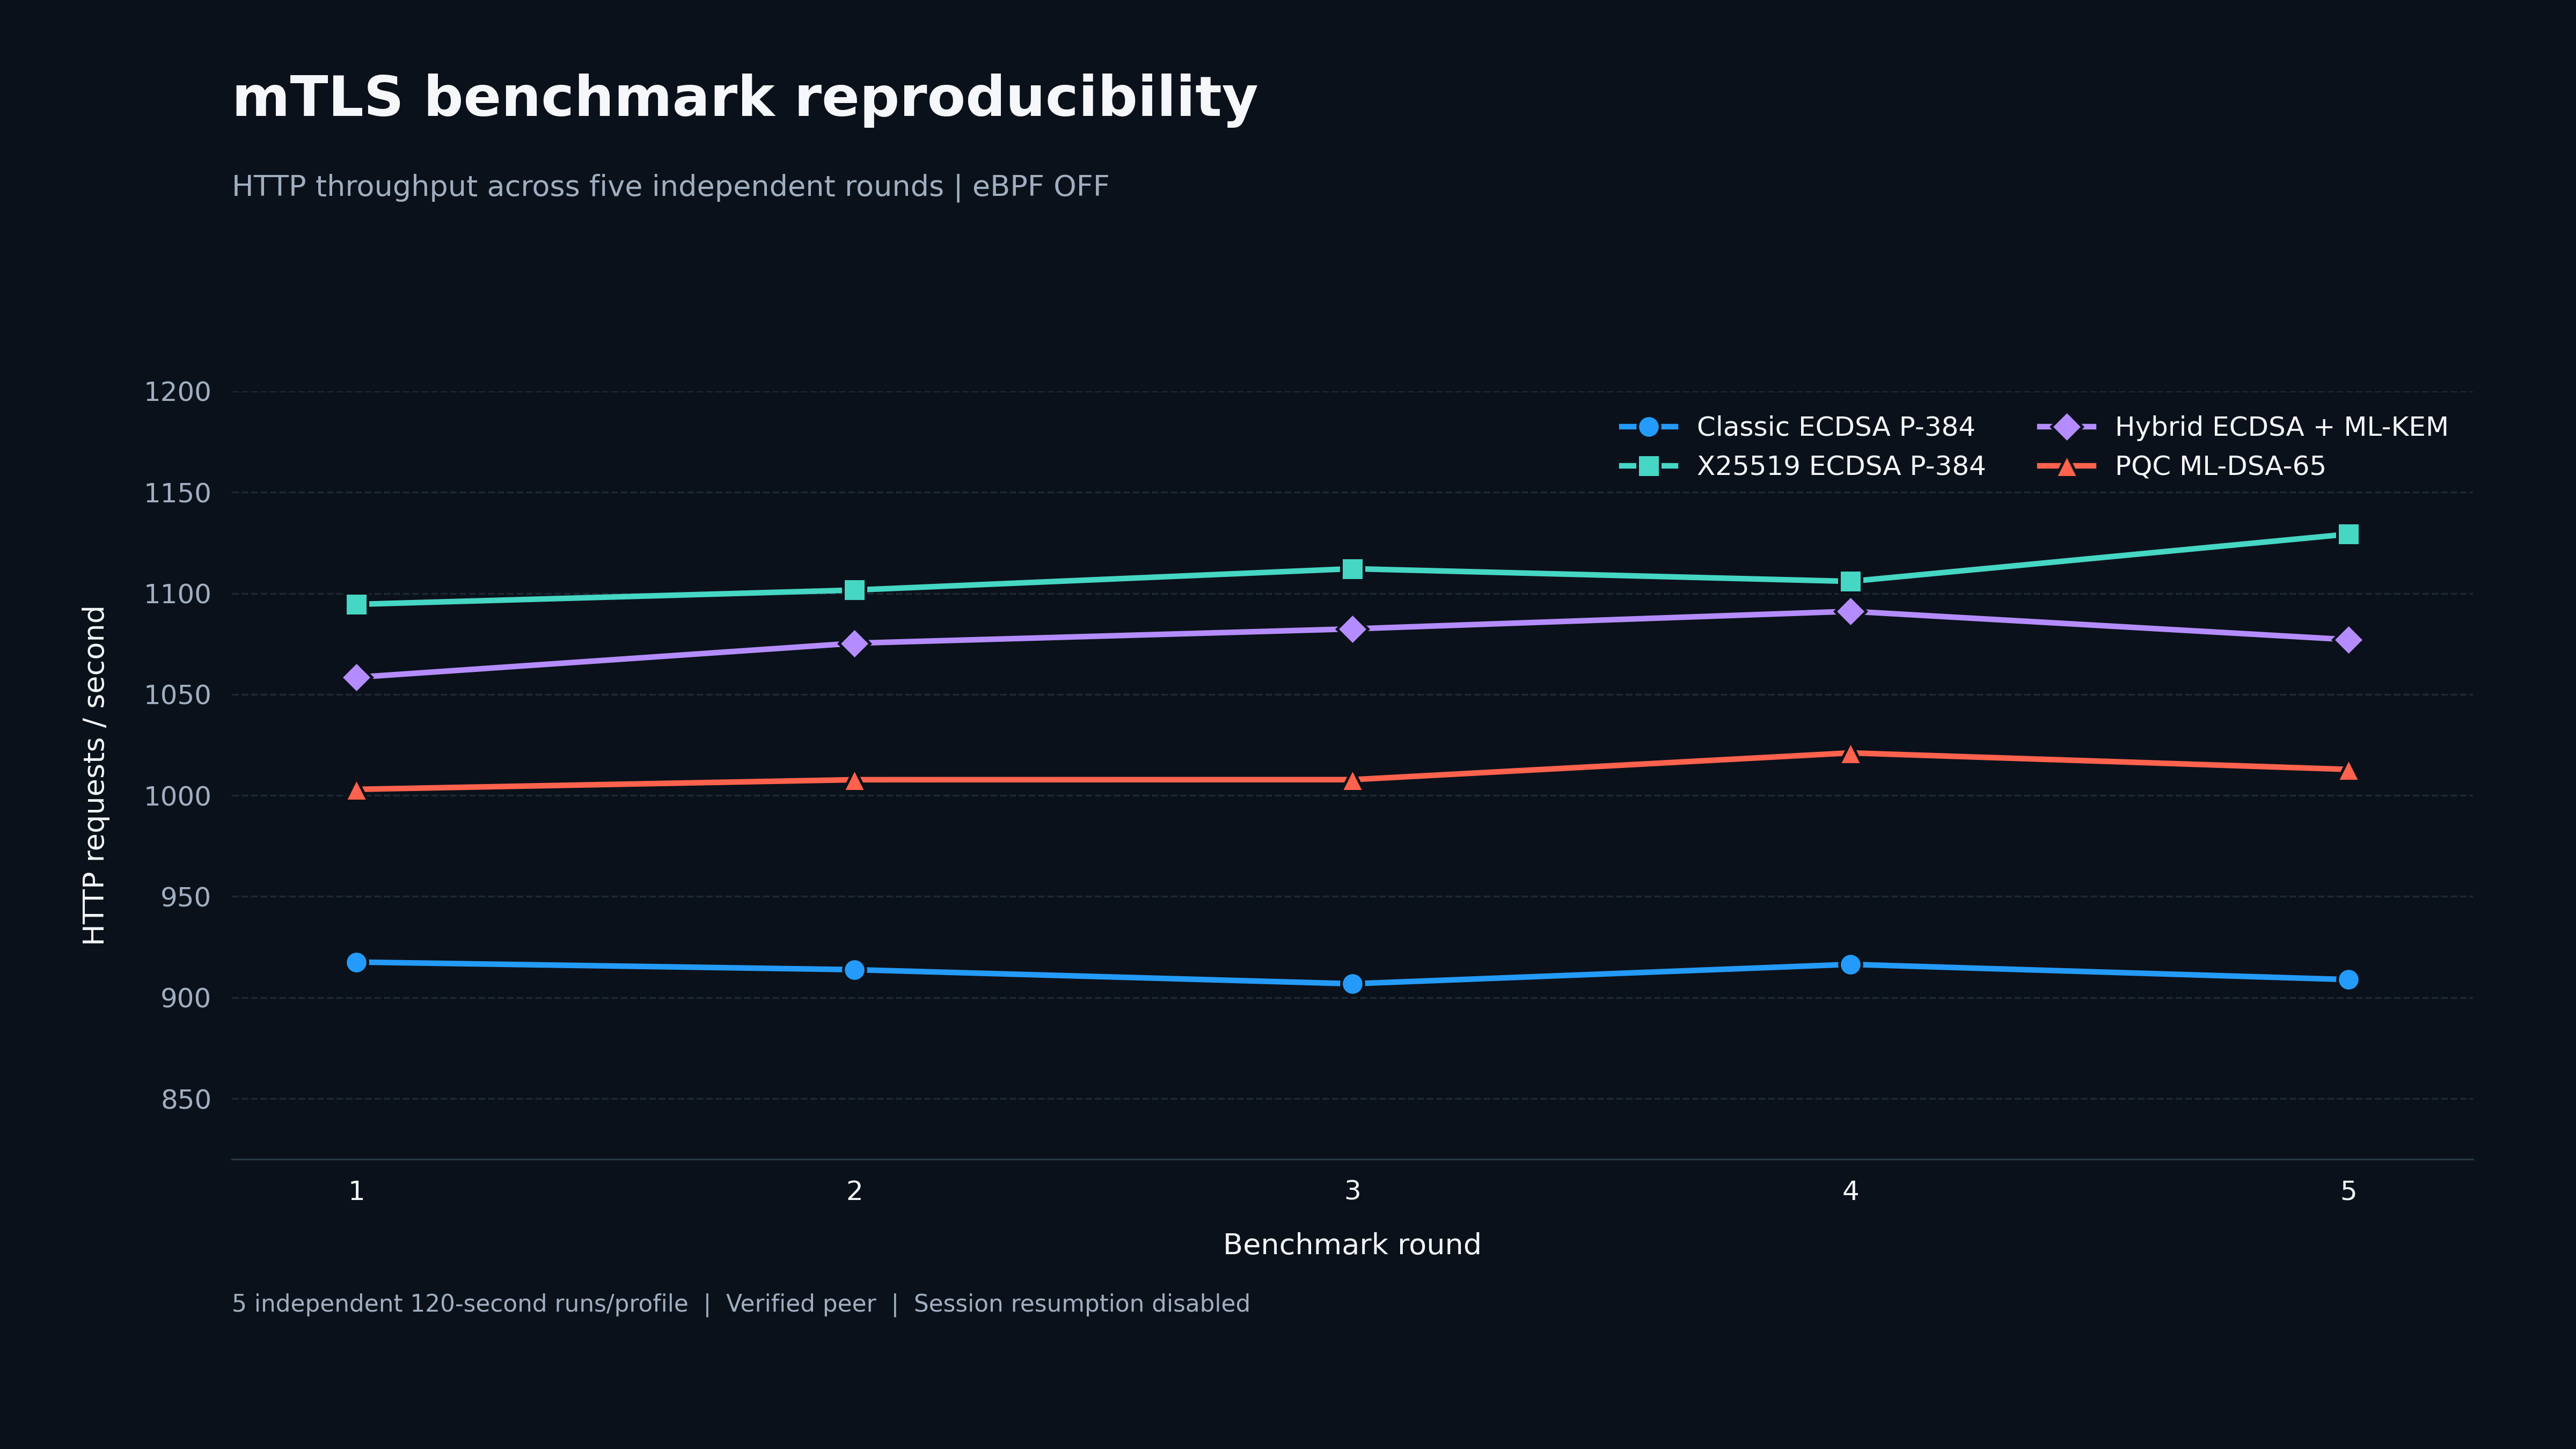 mTLS benchmark reproducibility
HTTP throughput across five independent rounds | eBPF OFF
1200
1150
1100
1050
1000
950
900
850
HTTP requests / second
Classic ECDSA P-384
X25519 ECDSA P-384
Hybrid ECDSA + ML-KEM
PQC ML-DSA-65
1 2 3 4 5
Benchmark round
5 independent 120-second runs/profile | Verified peer | Session resumption disabled